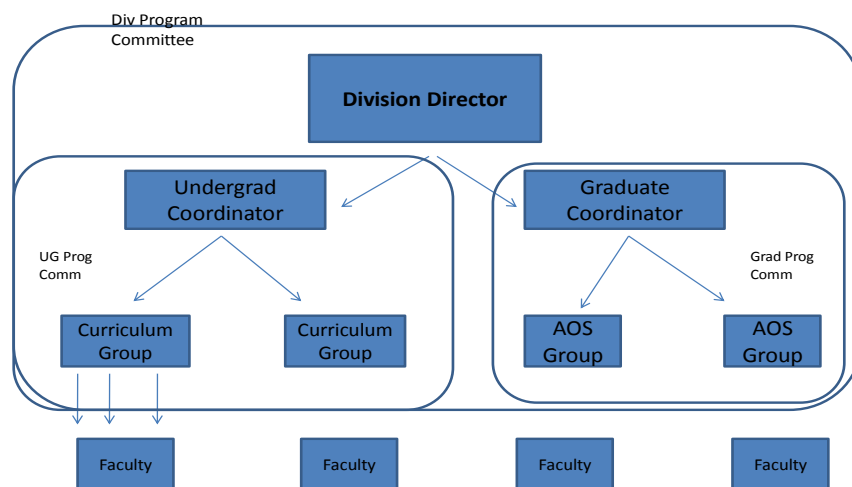 Div Program
Committee
Division Director
Undergrad
Coordinator
Graduate
Coordinator
UG Prog
Comm
Grad Prog
Comm
Curriculum
Group
Curriculum
Group
AOS
Group
AOS
Group
Faculty
Faculty
Faculty
Faculty